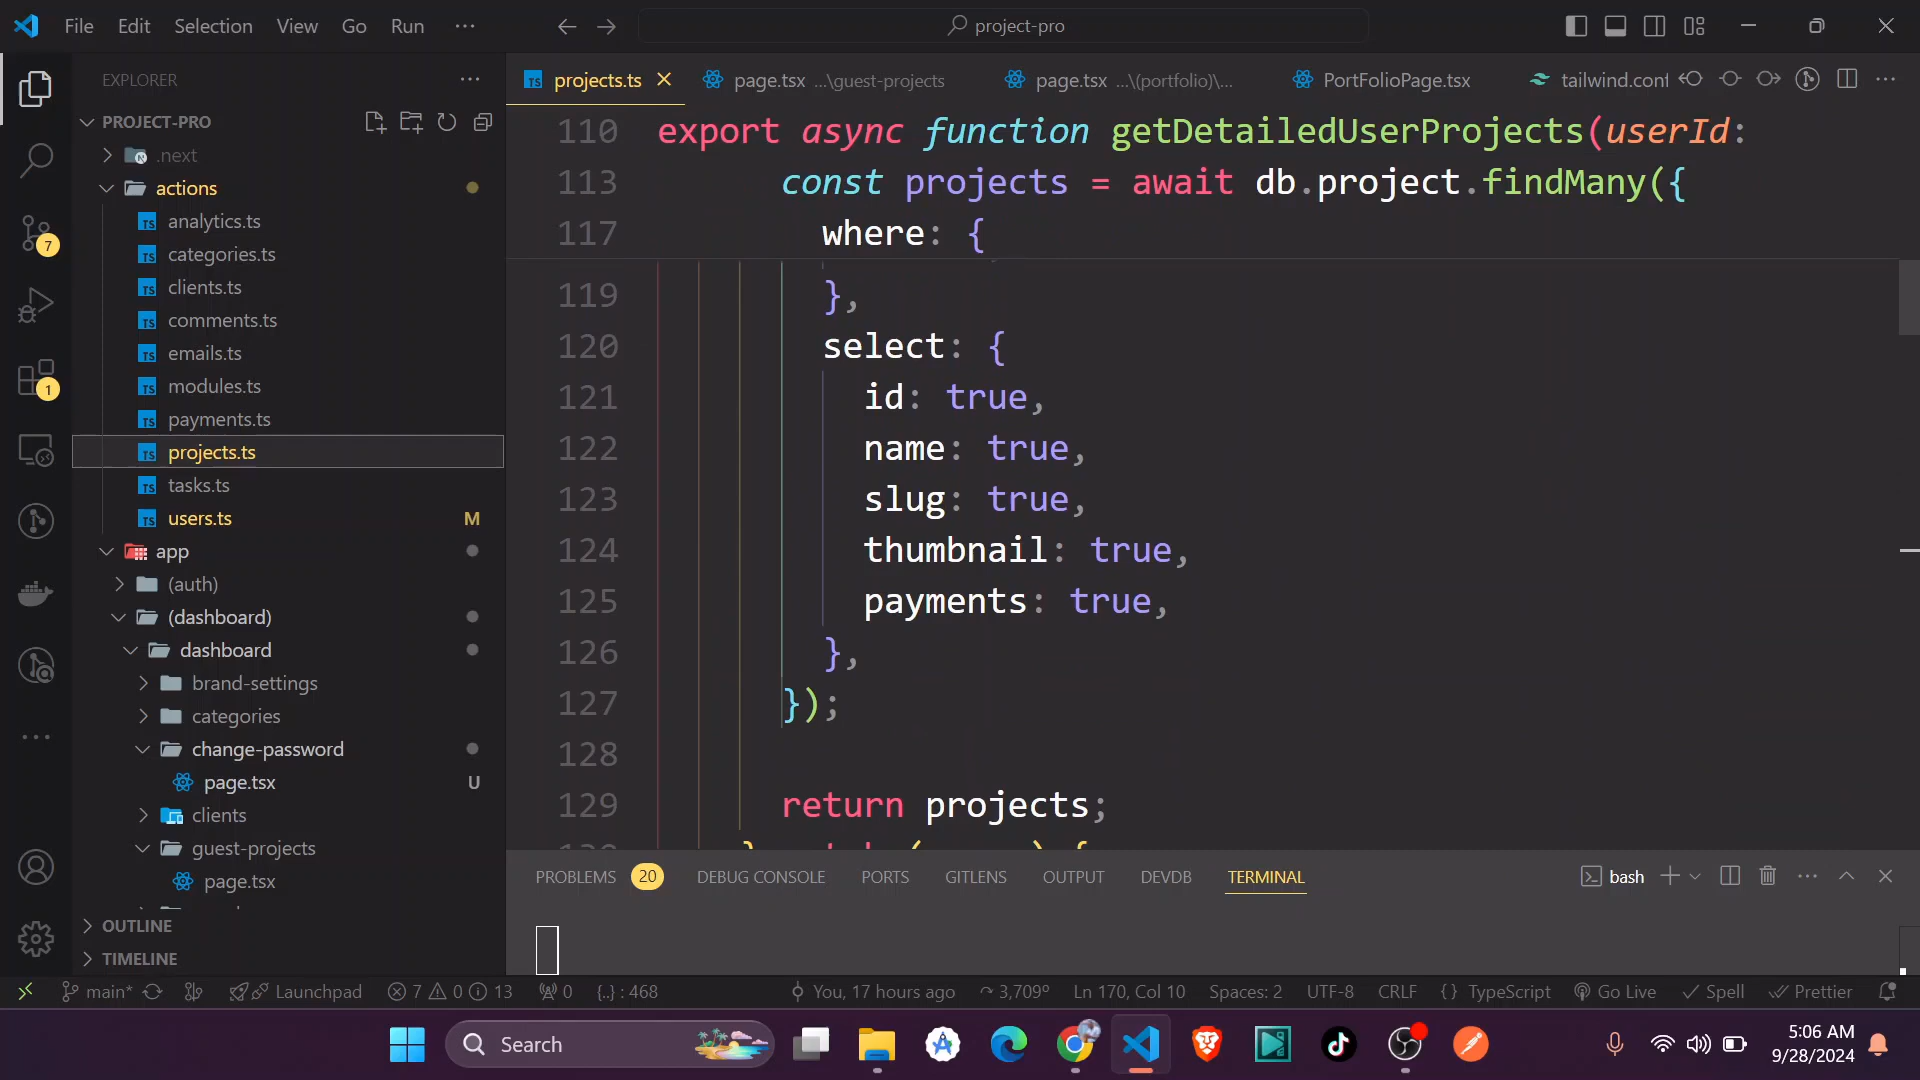 File Edit Selection View Go Run ···
project-pro
EXPLORER
PROJECT-PRO
.next
actions
analytics.ts
categories.ts
clients.ts
comments.ts
emails.ts
modules.ts
payments.ts
projects.ts
tasks.ts
users.ts M
app
(auth)
(dashboard)
dashboard
brand-settings
categories
change-password
page.tsx U
clients
guest-projects
page.tsx
OUTLINE
TIMELINE
7
1
projects.ts page.tsx ...\guest-projects page.tsx ...\(portfolio)\... PortFolioPage.tsx tailwind.conf
110 export async function getDetailedUserProjects(userId:
113 const projects = await db.project.findMany({
117 where: {
119 },
120 select: {
121 id: true,
122 name: true,
123 slug: true,
124 thumbnail: true,
125 payments: true,
126 },
127 });
128
129 return projects;
PROBLEMS 20 DEBUG CONSOLE PORTS GITLENS OUTPUT DEVDB TERMINAL
bash
main* Launchpad 7 0 13 0 {..} : 468 You, 17 hours ago 3,709º Ln 170, Col 10 Spaces: 2 UTF-8 CRLF {} TypeScript Go Live Spell Prettier
Search
5:06 AM
9/28/2024